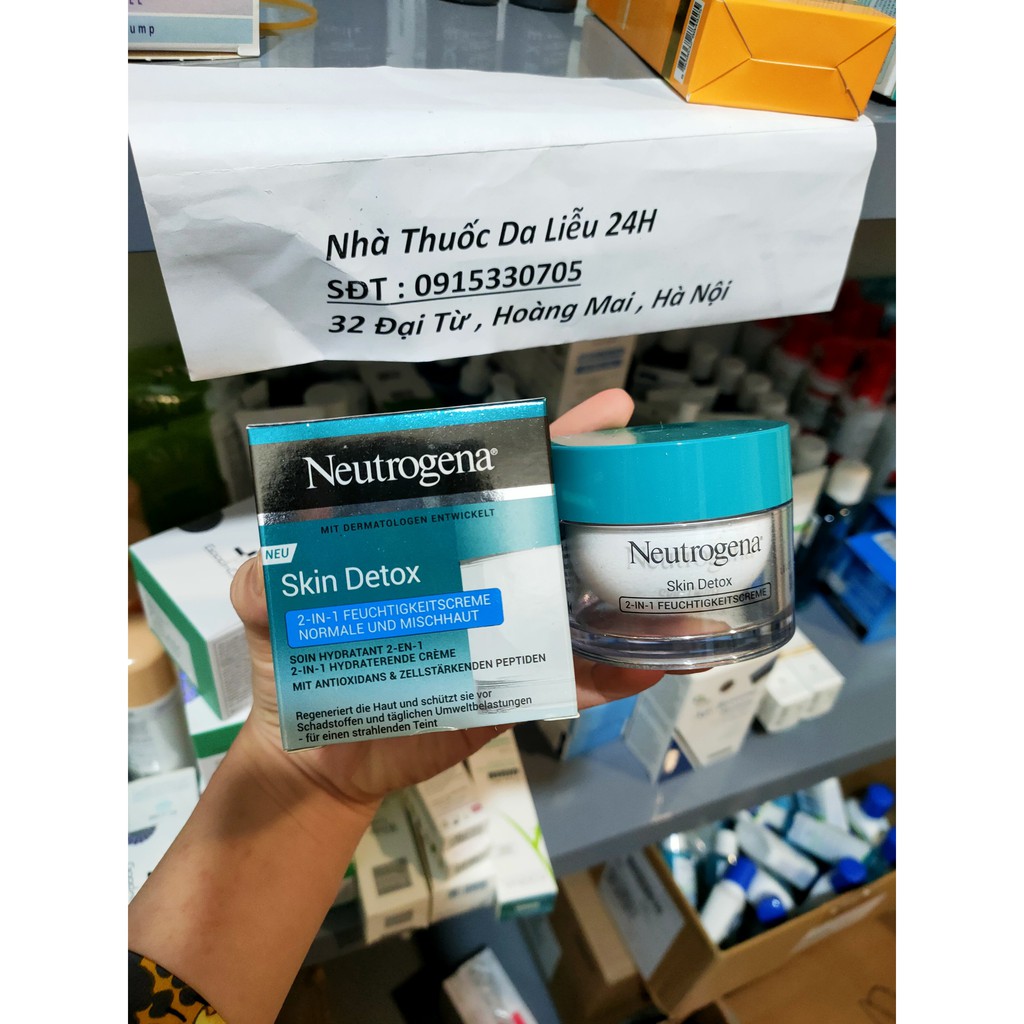 ump
Nhà Thuốc Da Liễu 24H
SĐT : 0915330705
32 Đại Từ , Hoàng Mai , Hà Nội
Neutrogena®
MIT DERMATOLOGEN ENTWICKELT
NEU
Skin Detox
2-IN-1 FEUCHTIGKEITSCREME
NORMALE UND MISCHHAUT
SOIN HYDRATANT 2-EN-1
2-IN-1 HYDRATERENDE CRÈME
MIT ANTIOXIDANS & ZELLSTÄRKENDEN PEPTIDEN
Regeneriert die Haut und schützt sie vor
Schadstoffen und täglichen Umweltbelastungen
- für einen strahlenden Teint
Neutrogena®
Skin Detox
2-IN-1 FEUCHTIGKEITSCREME